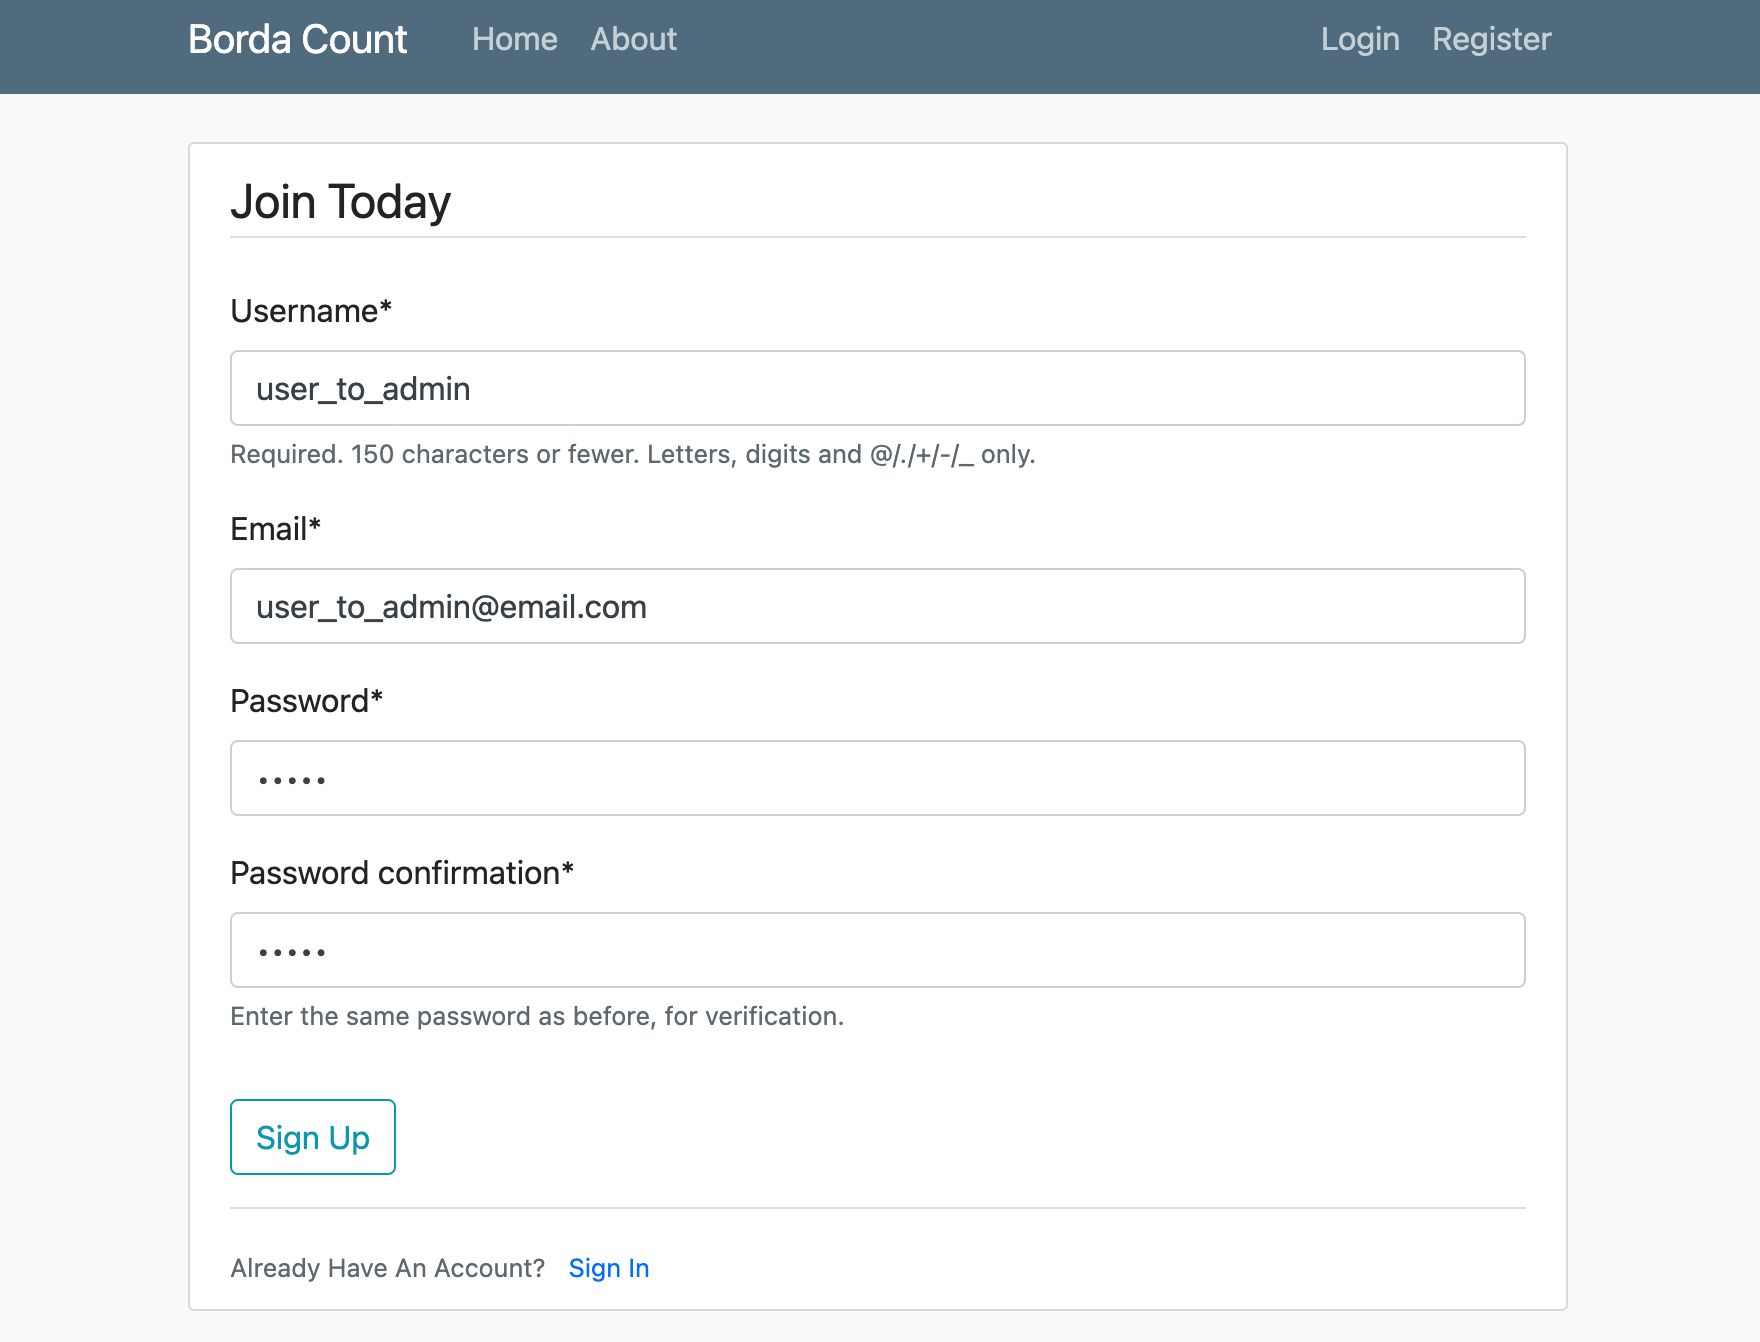 Borda Count Home About Login Register
Join Today
Username*
user_to_admin
Required. 150 characters or fewer. Letters, digits and @/./+/-/_ only.
Email*
user_to_admin@email.com
Password*
•••••
Password confirmation*
•••••
Enter the same password as before, for verification.
Sign Up
Already Have An Account? Sign In